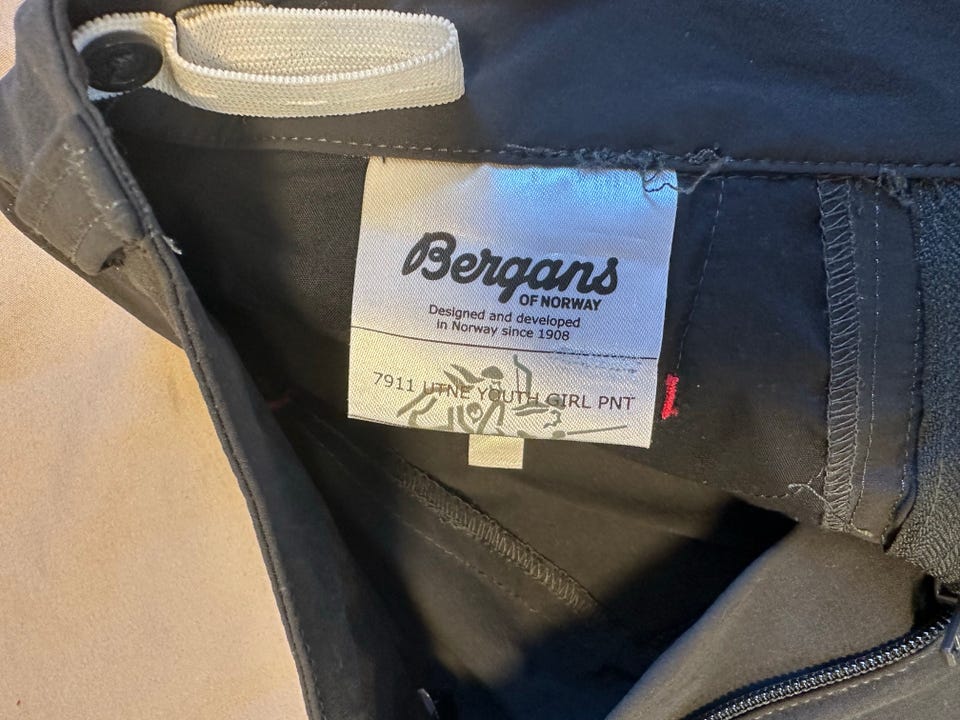 Bergans
OF NORWAY
Designed and developed
in Norway since 1908
7911 UTNE YOUTH GIRL PNT